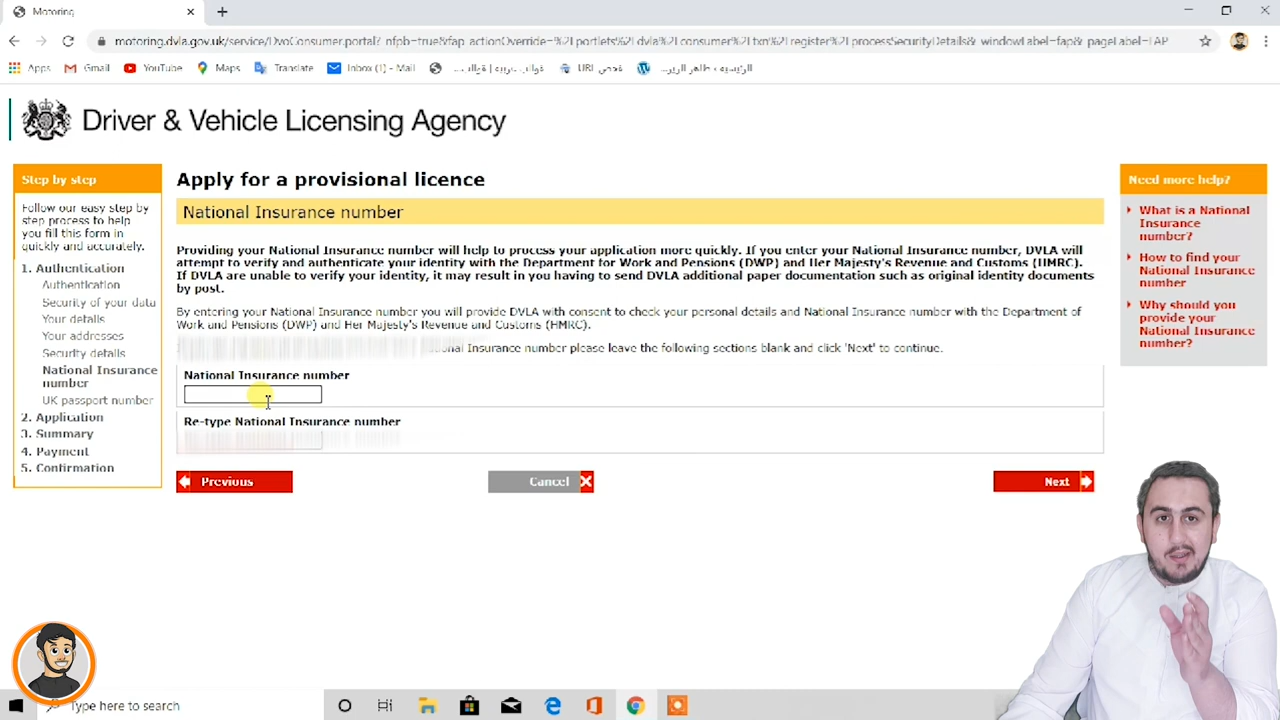 Motoring
motoring.dvla.gov.uk/service/DvoConsumer.portal?_nfpb=true&fap_actionOverride=%2Fportlets%2Fdvla%2Fconsumer%2Ftxn%2Fregister%2FprocessSecurityDetails&_windowLabel=fap&_pageLabel=FAP
Apps Gmail YouTube Maps Translate Inbox (1) - Mail قوالب عربيه | قوالب... فحص URL الرئيسيه - طاهر الزير...
Driver & Vehicle Licensing Agency
Step by step
Follow our easy step by
step process to help
you fill this form in
quickly and accurately.
1. Authentication
Authentication
Security of your data
Your details
Your addresses
Security details
National Insurance
number
UK passport number
2. Application
3. Summary
4. Payment
5. Confirmation
Apply for a provisional licence
National Insurance number
Providing your National Insurance number will help to process your application more quickly. If you enter your National Insurance number, DVLA will
attempt to verify and authenticate your identity with the Department for Work and Pensions (DWP) and Her Majesty's Revenue and Customs (HMRC).
If DVLA are unable to verify your identity, it may result in you having to send DVLA additional paper documentation such as original identity documents
by post.
By entering your National Insurance number you will provide DVLA with consent to check your personal details and National Insurance number with the Department of
Work and Pensions (DWP) and Her Majesty's Revenue and Customs (HMRC).
Insurance number please leave the following sections blank and click 'Next' to continue.
National Insurance number
Re-type National Insurance number
Previous
Cancel
Next
Need more help?
What is a National
Insurance
number?
How to find your
National Insurance
number
Why should you
provide your
National Insurance
number?
Type here to search